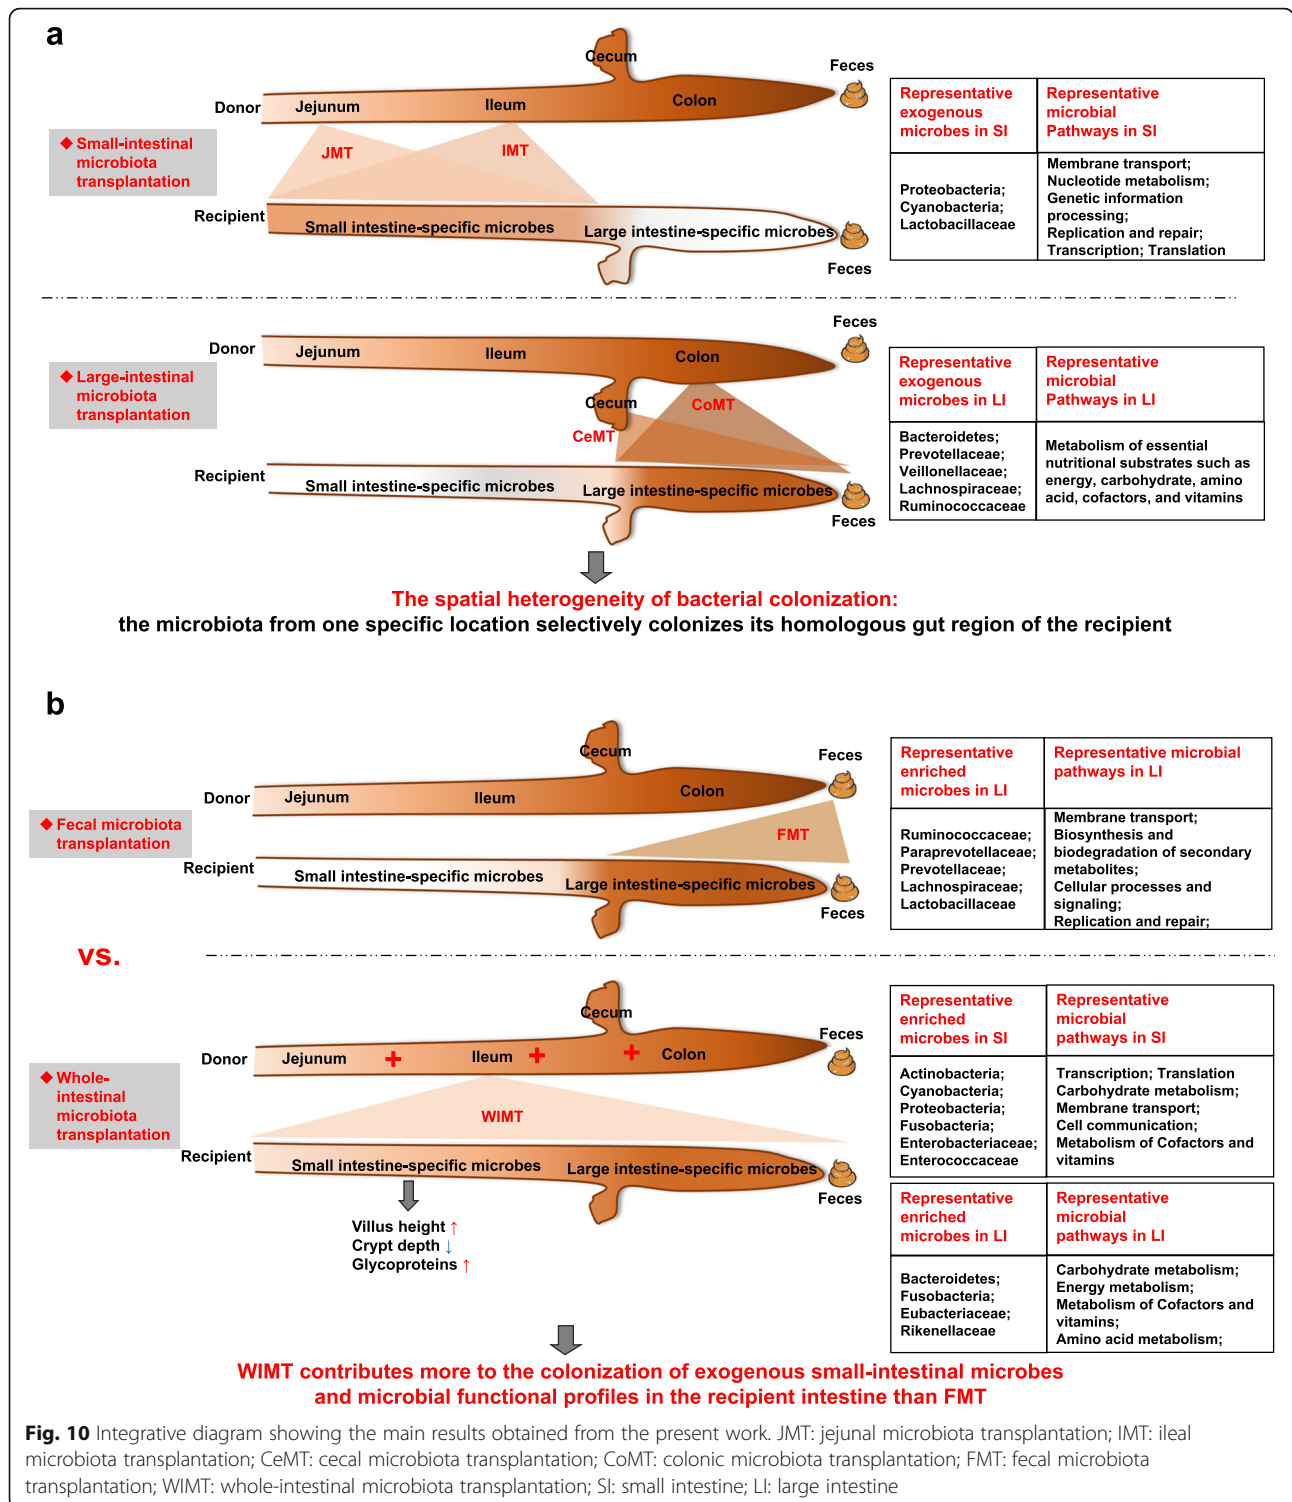 a
Cecum
Feces
Donor
Jejunum
Ileum
Colon
◆ Small-intestinal
microbiota
transplantation
JMT
IMT
Recipient
Small intestine-specific microbes
Large intestine-specific microbes
Feces
Representative
exogenous
microbes in SI
Representative
microbial
Pathways in SI
Proteobacteria;
Cyanobacteria;
Lactobacillaceae
Membrane transport;
Nucleotide metabolism;
Genetic information
processing;
Replication and repair;
Transcription; Translation
Feces
Donor
Jejunum
Ileum
Colon
◆ Large-intestinal
microbiota
transplantation
Cecum
CoMT
CeMT
Recipient
Small intestine-specific microbes
Large intestine-specific microbes
Feces
Representative
exogenous
microbes in LI
Representative
microbial
Pathways in LI
Bacteroidetes;
Prevotellaceae;
Veillonellaceae;
Lachnospiraceae;
Ruminococcaceae
Metabolism of essential
nutritional substrates such as
energy, carbohydrate, amino
acid, cofactors, and vitamins
The spatial heterogeneity of bacterial colonization:
the microbiota from one specific location selectively colonizes its homologous gut region of the recipient
b
Cecum
Feces
Donor
Jejunum
Ileum
Colon
◆ Fecal microbiota
transplantation
FMT
Recipient
Small intestine-specific microbes
Large intestine-specific microbes
Feces
Representative
enriched
microbes in LI
Representative microbial
pathways in LI
Ruminococcaceae;
Paraprevotellaceae;
Prevotellaceae;
Lachnospiraceae;
Lactobacillaceae
Membrane transport;
Biosynthesis and
biodegradation of secondary
metabolites;
Cellular processes and
signaling;
Replication and repair;
vs.
Cecum
Feces
Donor
Jejunum
+
Ileum
+
+
Colon
◆ Whole-
intestinal
microbiota
transplantation
WIMT
Recipient
Small intestine-specific microbes
Large intestine-specific microbes
Feces
Villus height ↑
Crypt depth ↓
Glycoproteins ↑
Representative
enriched
microbes in SI
Representative
microbial
pathways in SI
Actinobacteria;
Cyanobacteria;
Proteobacteria;
Fusobacteria;
Enterobacteriaceae;
Enterococcaceae
Transcription; Translation
Carbohydrate metabolism;
Membrane transport;
Cell communication;
Metabolism of Cofactors and
vitamins
Representative
enriched
microbes in LI
Representative
microbial
pathways in LI
Bacteroidetes;
Fusobacteria;
Eubacteriaceae;
Rikenellaceae
Carbohydrate metabolism;
Energy metabolism;
Metabolism of Cofactors and
vitamins;
Amino acid metabolism;
WIMT contributes more to the colonization of exogenous small-intestinal microbes
and microbial functional profiles in the recipient intestine than FMT
Fig. 10 Integrative diagram showing the main results obtained from the present work. JMT: jejunal microbiota transplantation; IMT: ileal
microbiota transplantation; CeMT: cecal microbiota transplantation; CoMT: colonic microbiota transplantation; FMT: fecal microbiota
transplantation; WIMT: whole-intestinal microbiota transplantation; SI: small intestine; LI: large intestine